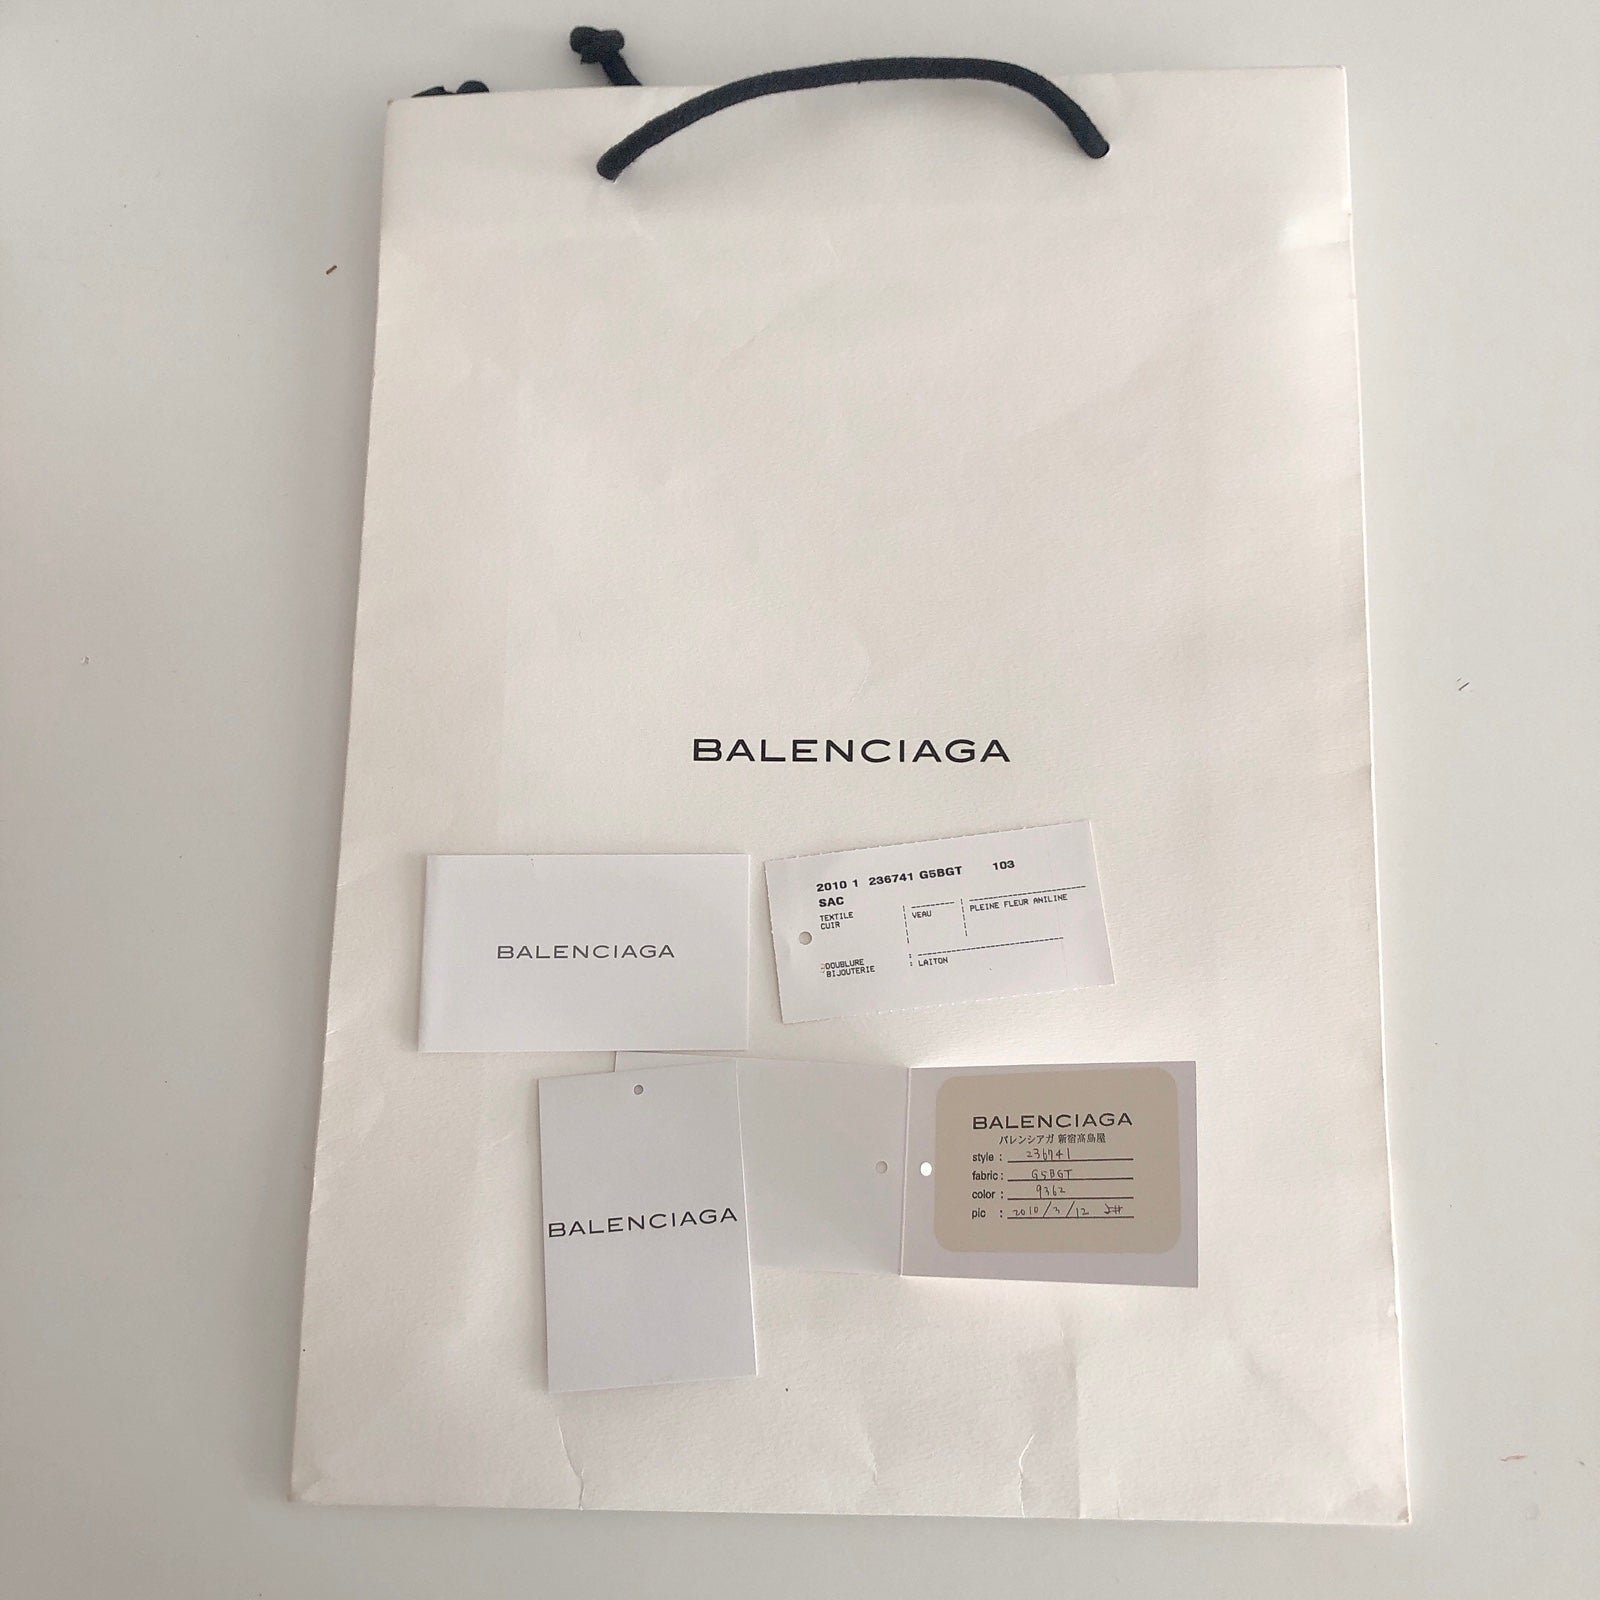 BALENCIAGA
BALENCIAGA
2010 1 236741 G5BGT 103
SAC
TEXTILE
CUIR VEAU PLEINE FLEUR ANILINE
DOUBLURE
BIJOUTERIE : LAITON
BALENCIAGA
BALENCIAGA
バレンシアガ 新宿髙島屋
style : 236741
fabric : G5BGT
color : 9362
pic : 2010/3/12